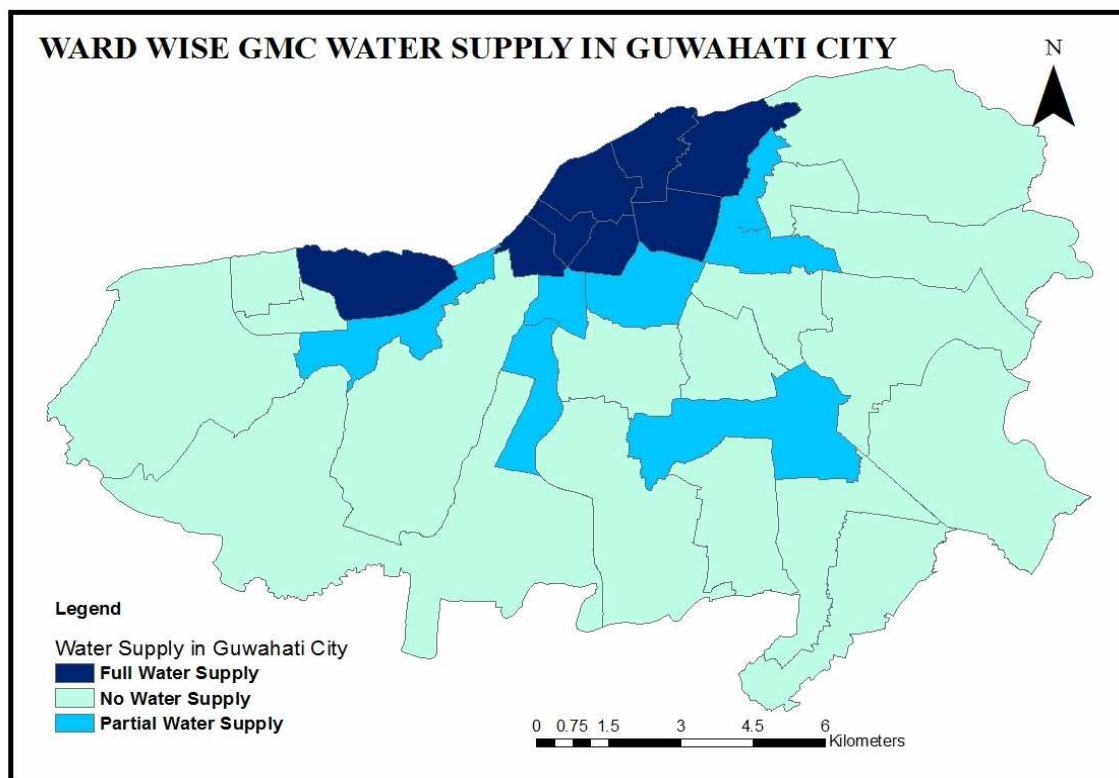 WARD WISE GMC WATER SUPPLY IN GUWAHATI CITY
N
Legend
Water Supply in Guwahati City
Full Water Supply
No Water Supply
Partial Water Supply
0 0.75 1.5 3 4.5 6
Kilometers